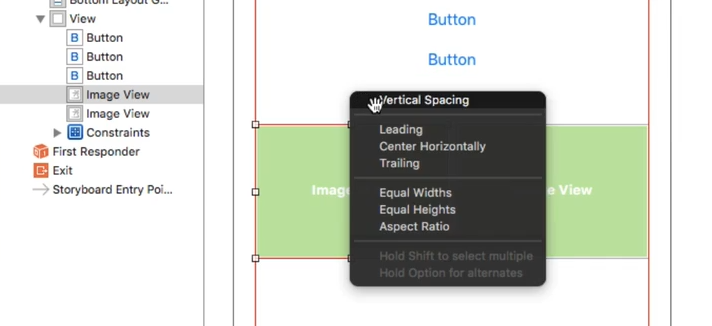 Bottom Layout G...
View
B Button
B Button
B Button
Image View
Image View
Constraints
First Responder
Exit
Storyboard Entry Poi...
Button
Button
Vertical Spacing
Leading
Center Horizontally
Trailing
Image
e View
Equal Widths
Equal Heights
Aspect Ratio
Hold Shift to select multiple
Hold Option for alternates